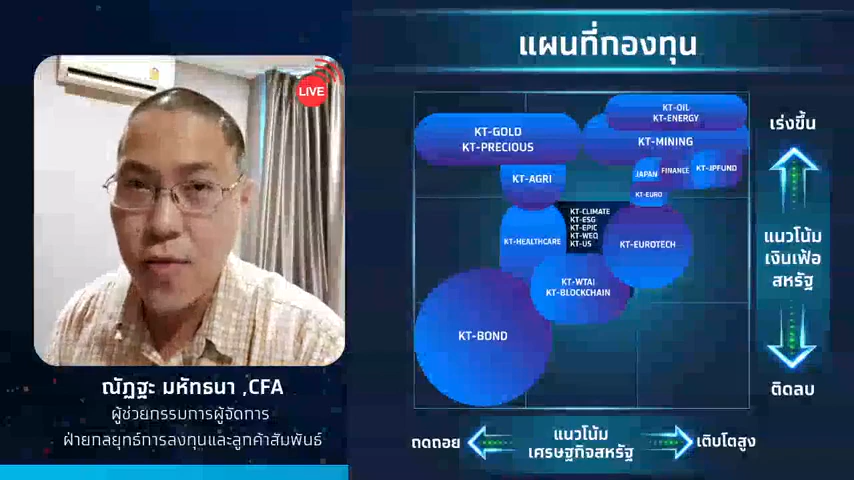 LIVE
ณัฏฐะ มหัทธนา ,CFA
ผู้ช่วยกรรมการผู้จัดการ
ฝ่ายกลยุทธ์การลงทุนและลูกค้าสัมพันธ์
แผนที่กองทุน
KT-OIL
KT-ENERGY
KT-GOLD
KT-PRECIOUS
KT-MINING
KT-AGRI
JAPAN
FINANCE
KT-JPFUND
KT-EURO
KT-CLIMATE
KT-ESG
KT-EPIC
KT-WEQ
KT-US
KT-HEALTHCARE
KT-EUROTECH
KT-WTAI
KT-BLOCKCHAIN
KT-BOND
เร่งขึ้น
แนวโน้ม
เงินเฟ้อ
สหรัฐ
ติดลบ
ถดถอย
แนวโน้ม
เศรษฐกิจสหรัฐ
เติบโตสูง